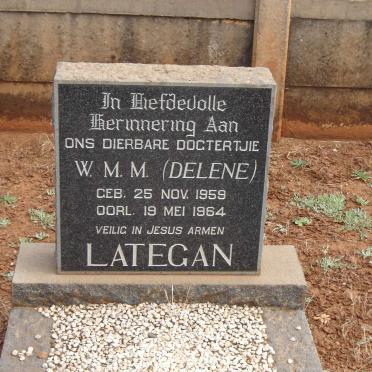 In Liefdevolle
Herinnering Aan
ONS DIERBARE DOGTERTJIE
W. M. M. (DELENE)
GEB. 25 NOV. 1959
OORL. 19 MEI 1964
VEILIG IN JESUS ARMEN
LATEGAN